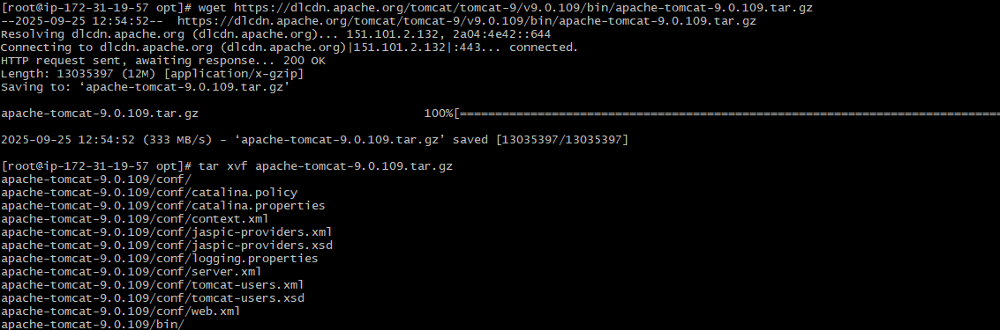 [root@ip-172-31-19-57 opt]# wget https://dlcdn.apache.org/tomcat/tomcat-9/v9.0.109/bin/apache-tomcat-9.0.109.tar.gz
--2025-09-25 12:54:52--  https://dlcdn.apache.org/tomcat/tomcat-9/v9.0.109/bin/apache-tomcat-9.0.109.tar.gz
Resolving dlcdn.apache.org (dlcdn.apache.org)... 151.101.2.132, 2a04:4e42::644
Connecting to dlcdn.apache.org (dlcdn.apache.org)|151.101.2.132|:443... connected.
HTTP request sent, awaiting response... 200 OK
Length: 13035397 (12M) [application/x-gzip]
Saving to: ‘apache-tomcat-9.0.109.tar.gz’
apache-tomcat-9.0.109.tar.gz 100%[==============================================================================
2025-09-25 12:54:52 (333 MB/s) - ‘apache-tomcat-9.0.109.tar.gz’ saved [13035397/13035397]
[root@ip-172-31-19-57 opt]# tar xvf apache-tomcat-9.0.109.tar.gz
apache-tomcat-9.0.109/conf/
apache-tomcat-9.0.109/conf/catalina.policy
apache-tomcat-9.0.109/conf/catalina.properties
apache-tomcat-9.0.109/conf/context.xml
apache-tomcat-9.0.109/conf/jaspic-providers.xml
apache-tomcat-9.0.109/conf/jaspic-providers.xsd
apache-tomcat-9.0.109/conf/logging.properties
apache-tomcat-9.0.109/conf/server.xml
apache-tomcat-9.0.109/conf/tomcat-users.xml
apache-tomcat-9.0.109/conf/tomcat-users.xsd
apache-tomcat-9.0.109/conf/web.xml
apache-tomcat-9.0.109/bin/